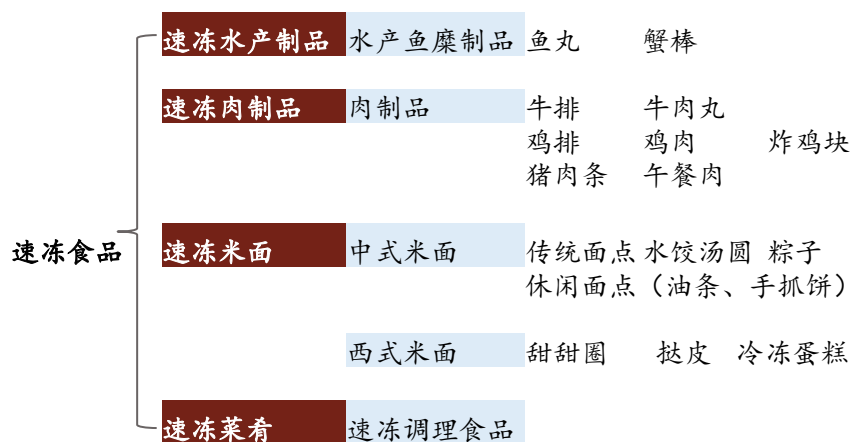 速冻水产制品 水产鱼糜制品 鱼丸 蟹棒
速冻肉制品 肉制品 牛排 牛肉丸
鸡排 鸡肉 炸鸡块
猪肉条 午餐肉
速冻食品 速冻米面 中式米面 传统面点 水饺汤圆 粽子
休闲面点（油条、手抓饼）
西式米面 甜甜圈 挞皮 冷冻蛋糕
速冻菜肴 速冻调理食品